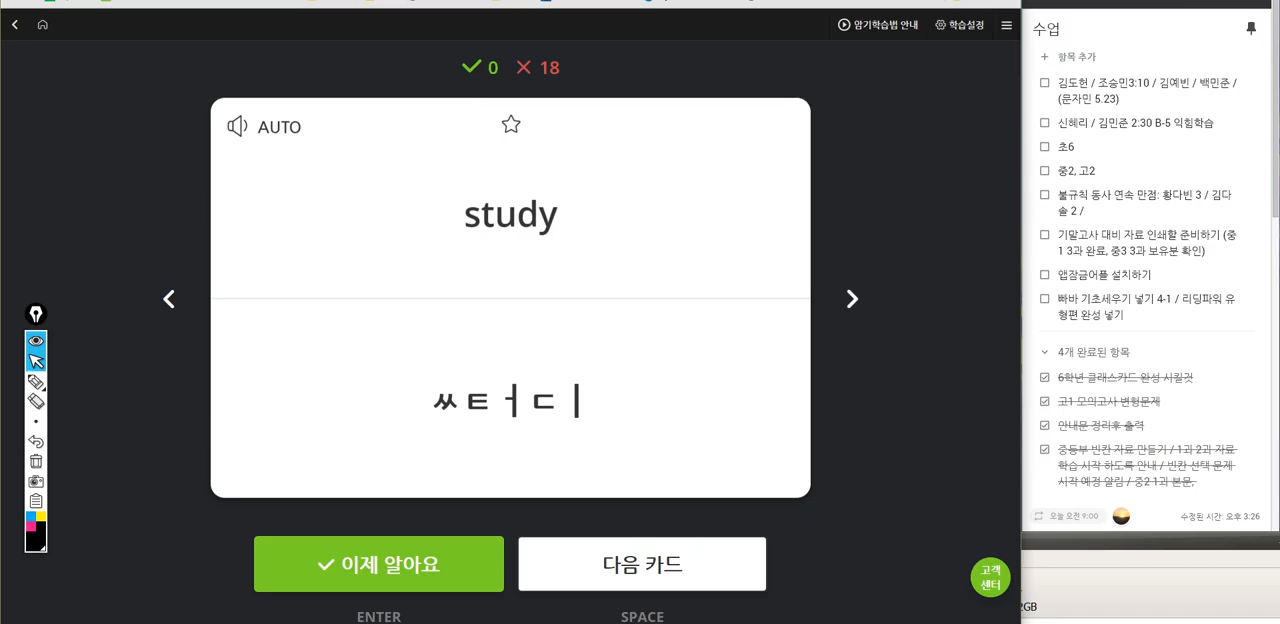 암기학습법 안내
학습설정
0
18
AUTO
study
ㅆ ㅌ ㅓ ㄷ ㅣ
이제 알아요
다음 카드
ENTER
SPACE
고객
센터
수업
항목 추가
김도헌 / 조승민3:10 / 김예빈 / 백민준 /
(문자민 5.23)
신혜리 / 김민준 2:30 B-5 익힘학습
초6
중2, 고2
불규칙 동사 연속 만점: 황다빈 3 / 김다
솔 2 /
기말고사 대비 자료 인쇄할 준비하기 (중
1 3과 완료, 중3 3과 보유분 확인)
앱잠금어플 설치하기
빠바 기초세우기 넣기 4-1 / 리딩파워 유
형편 완성 넣기
4개 완료된 항목
6학년 클래스카드 완성 시킬것
고1 모의고사 변형문제
안내문 정리후 출력
중등부 빈칸 자료 만들기 / 1과 2과 자료
학습 시작 하도록 안내 / 빈칸 선택 문제
시작 예정 알림 / 중2 1과 본문,
오늘 오전 9:00
수정된 시간: 오후 3:26
2GB